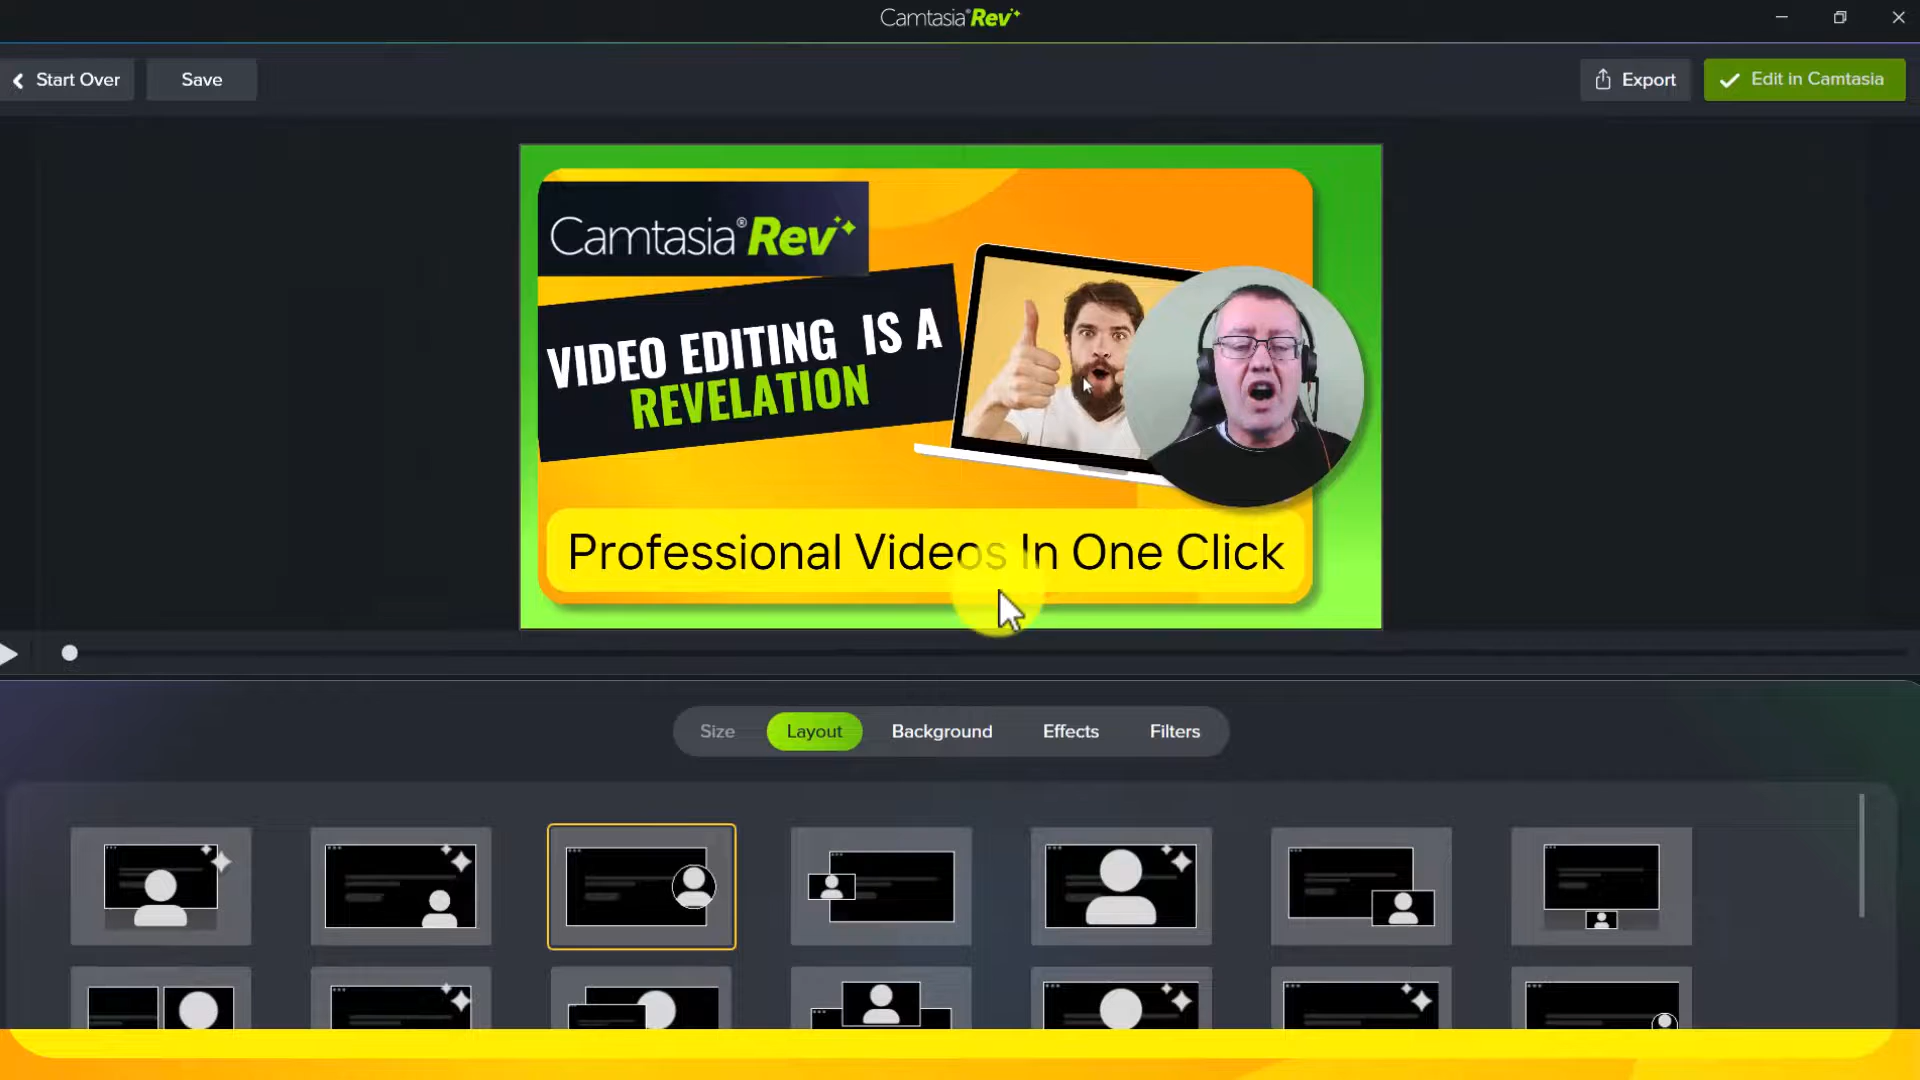 Camtasia®Rev
Start Over
Save
Export
Edit in Camtasia
Camtasia®Rev
VIDEO EDITING IS A
REVELATION
Professional Videos In One Click
Size
Layout
Background
Effects
Filters